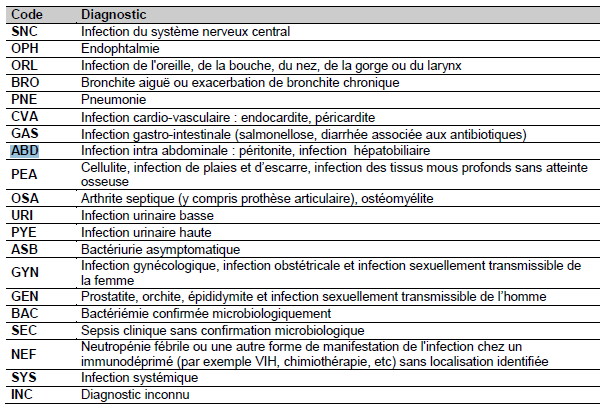 Code Diagnostic
SNC Infection du système nerveux central
OPH Endophtalmie
ORL Infection de l'oreille, de la bouche, du nez, de la gorge ou du larynx
BRO Bronchite aiguë ou exacerbation de bronchite chronique
PNE Pneumonie
CVA Infection cardio-vasculaire : endocardite, péricardite
GAS Infection gastro-intestinale (salmonellose, diarrhée associée aux antibiotiques)
ABD Infection intra abdominale : péritonite, infection hépatobiliaire
PEA Cellulite, infection de plaies et d'escarre, infection des tissus mous profonds sans atteinte
osseuse
OSA Arthrite septique (y compris prothèse articulaire), ostéomyélite
URI Infection urinaire basse
PYE Infection urinaire haute
ASB Bactériurie asymptomatique
GYN Infection gynécologique, infection obstétricale et infection sexuellement transmissible de
la femme
GEN Prostatite, orchite, épididymite et infection sexuellement transmissible de l'homme
BAC Bactériémie confirmée microbiologiquement
SEC Sepsis clinique sans confirmation microbiologique
NEF Neutropénie fébrile ou une autre forme de manifestation de l'infection chez un
immunodéprimé (par exemple VIH, chimiothérapie, etc) sans localisation identifiée
SYS Infection systémique
INC Diagnostic inconnu